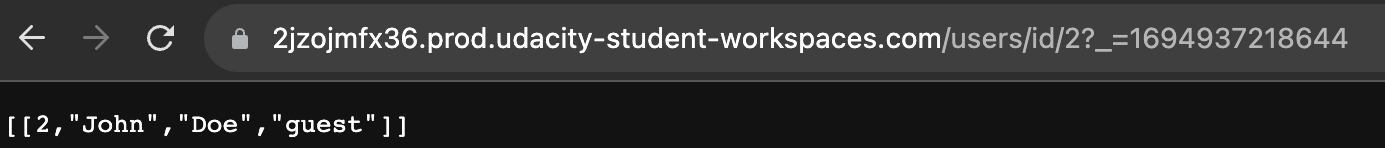 2jzojmfx36.prod.udacity-student-workspaces.com/users/id/2?_=1694937218644
[[2,"John","Doe","guest"]]